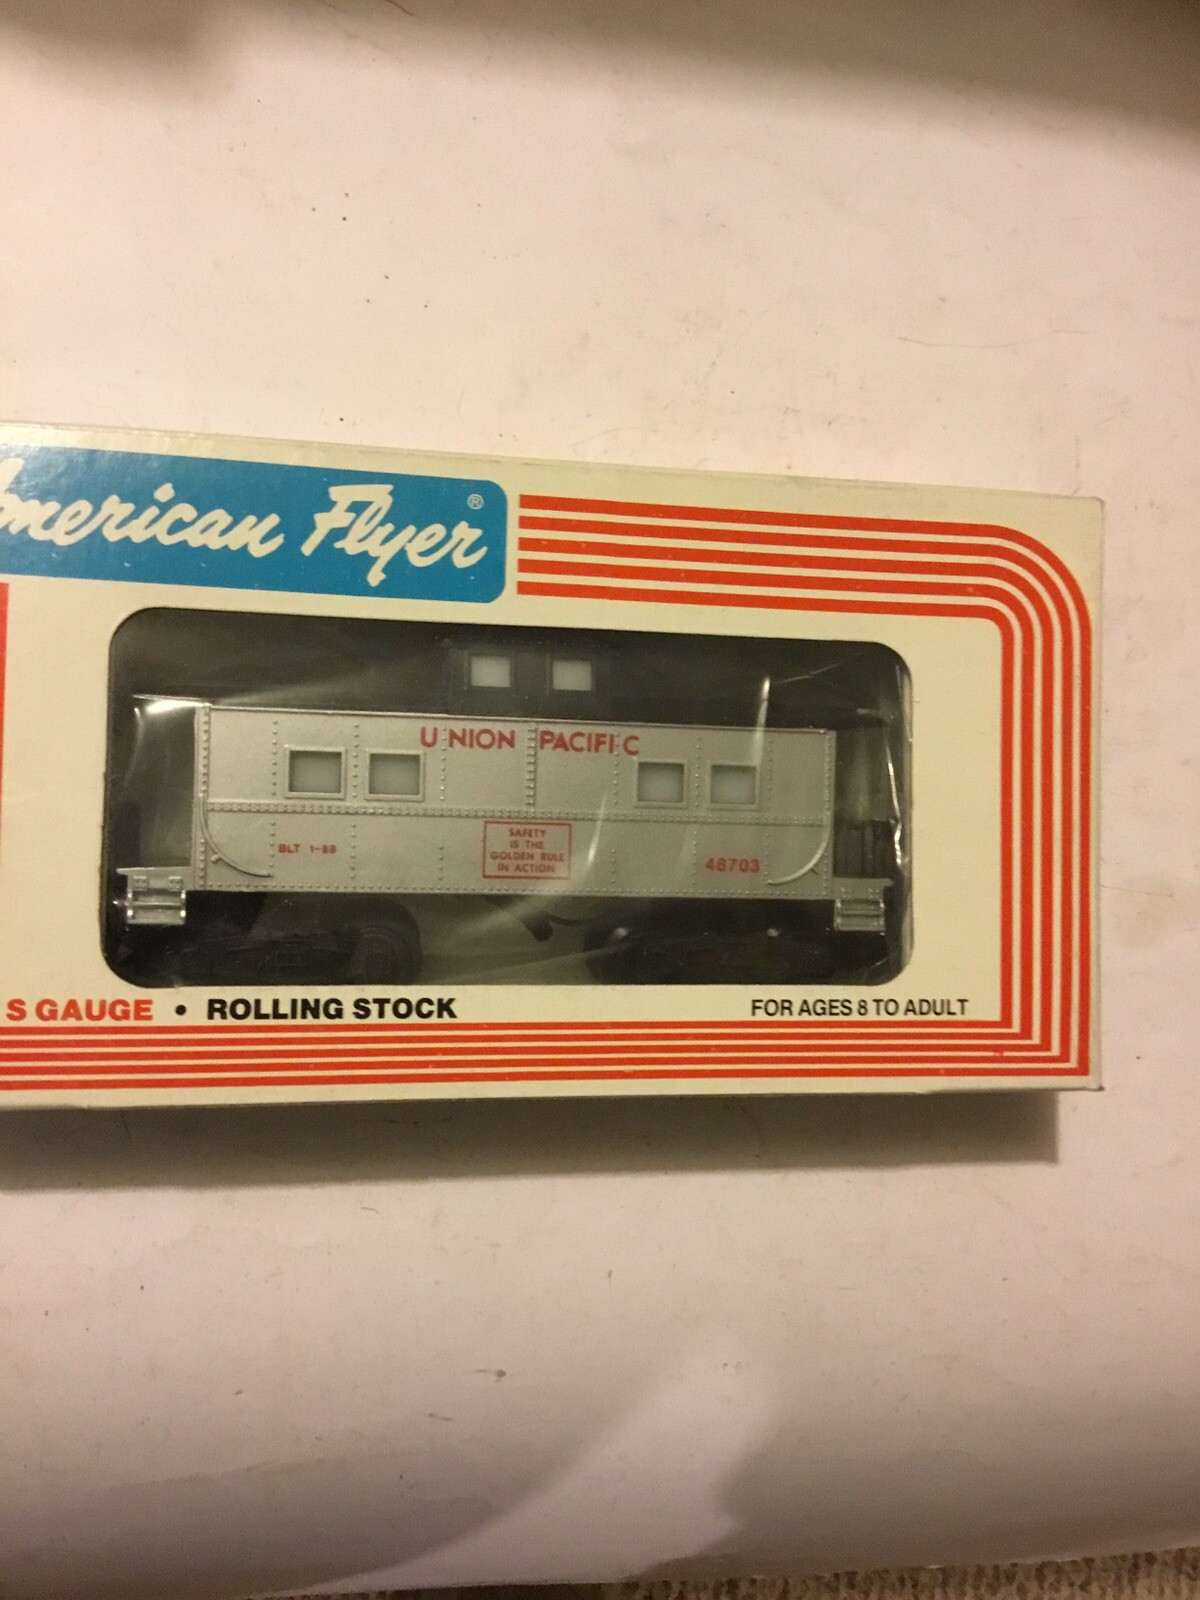 American Flyer ®
UNION PACIFIC
BLT 1-88
SAFETY
IS THE
GOLDEN RULE
IN ACTION
48703
S GAUGE • ROLLING STOCK
FOR AGES 8 TO ADULT